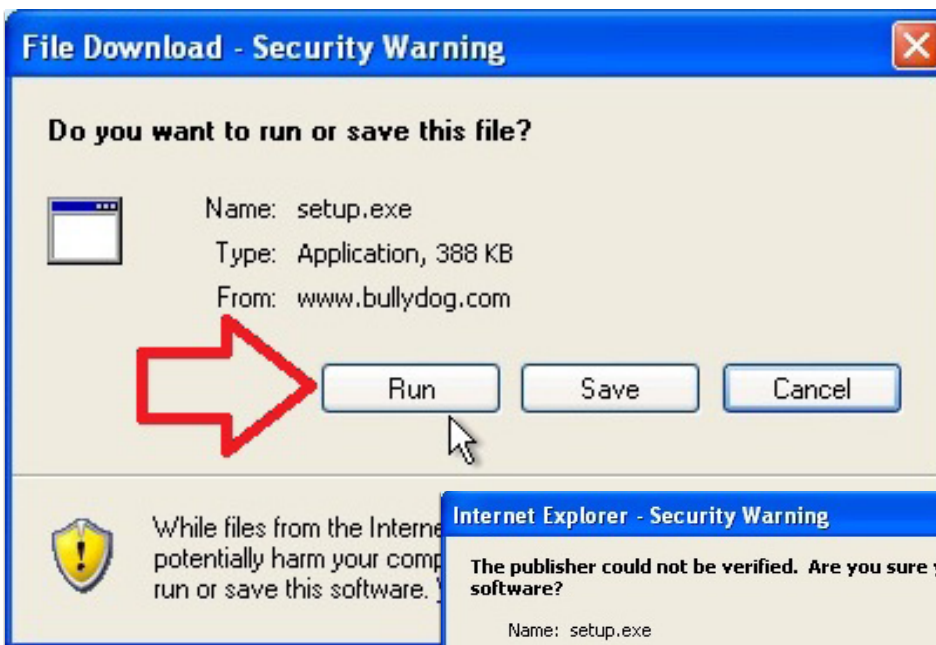 File Download - Security Warning
Do you want to run or save this file?
Name: setup.exe
Type: Application, 388 KB
From: www.bullydog.com
Run Save Cancel
While files from the Interne
potentially harm your comp
run or save this software.
Internet Explorer - Security Warning
The publisher could not be verified. Are you sure y
software?
Name: setup.exe